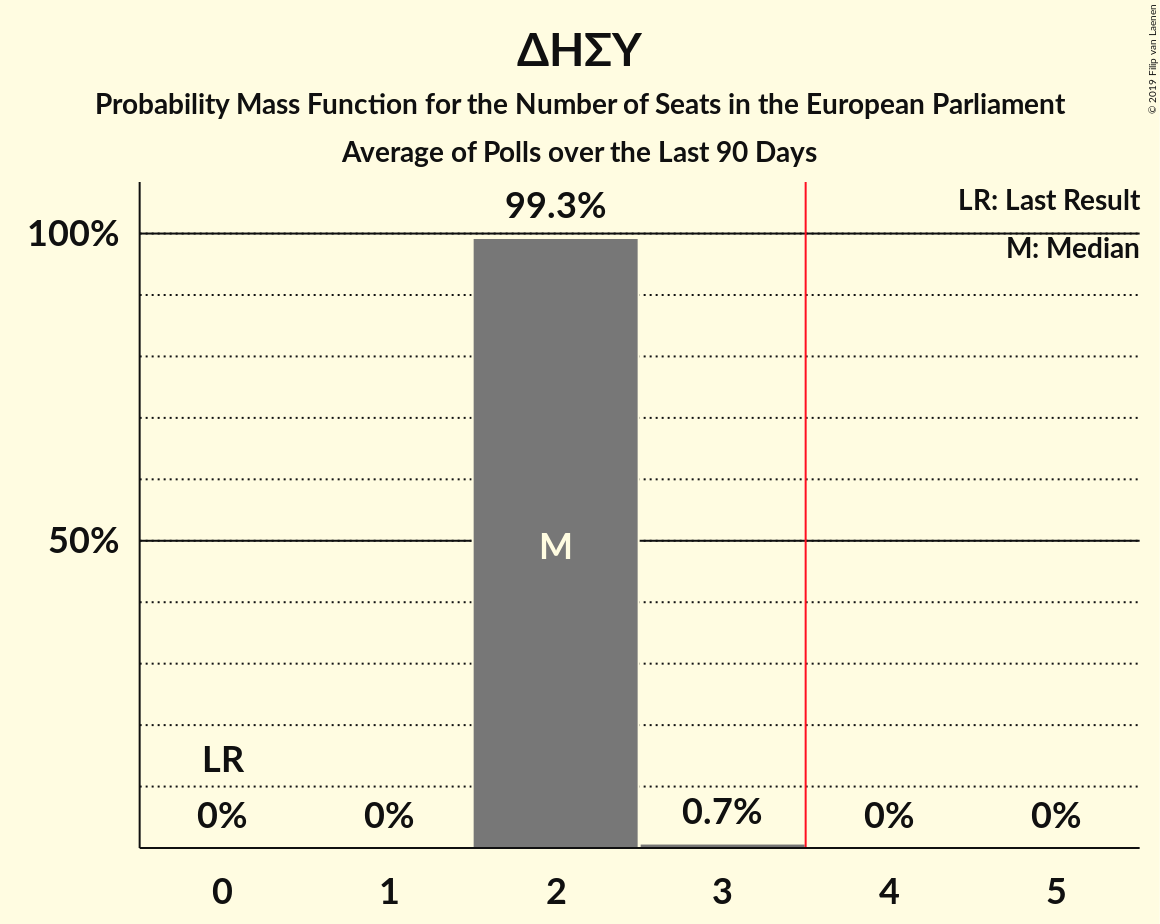 ΔΗΣΥ
Probability Mass Function for the Number of Seats in the European Parliament
Average of Polls over the Last 90 Days
© 2019 Filip van Laenen
LR: Last Result
M: Median
99.3%
100%
50%
M
LR
0%
0%
0.7%
0%
0%
0
1
2
3
4
5